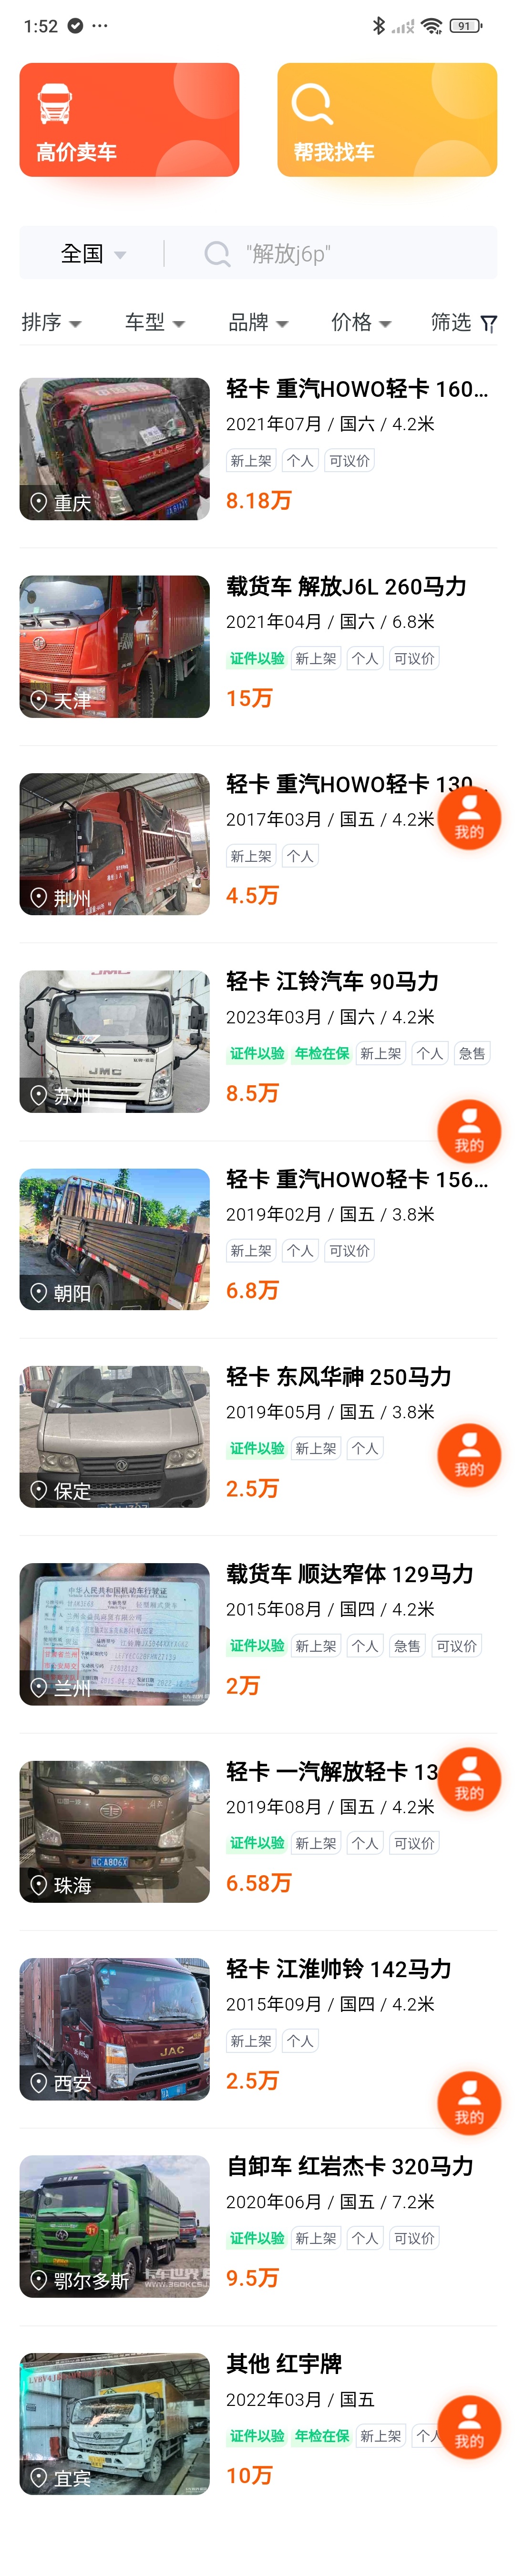 1:52
91
高价卖车
帮我找车
全国
"解放j6p"
排序 车型 品牌 价格 筛选
轻卡 重汽HOWO轻卡 160...
2021年07月 / 国六 / 4.2米
新上架 个人 可议价
8.18万
重庆
载货车 解放J6L 260马力
2021年04月 / 国六 / 6.8米
证件以验 新上架 个人 可议价
15万
FAW
天津
轻卡 重汽HOWO轻卡 130...
2017年03月 / 国五 / 4.2米
我的
新上架 个人
4.5万
荆州
轻卡 江铃汽车 90马力
2023年03月 / 国六 / 4.2米
证件以验 年检在保 新上架 个人 急售
8.5万
JMC
苏州
我的
轻卡 重汽HOWO轻卡 156...
2019年02月 / 国五 / 3.8米
新上架 个人 可议价
6.8万
朝阳
轻卡 东风华神 250马力
2019年05月 / 国五 / 3.8米
证件以验 新上架 个人
我的
2.5万
保定
载货车 顺达窄体 129马力
2015年08月 / 国四 / 4.2米
证件以验 新上架 个人 急售 可议价
2万
中华人民共和国机动车行驶证
兰州
轻卡 一汽解放轻卡 13
我的
2019年08月 / 国五 / 4.2米
证件以验 新上架 个人 可议价
6.58万
粤C A806X
珠海
轻卡 江淮帅铃 142马力
2015年09月 / 国四 / 4.2米
新上架 个人
2.5万
JAC
西安
我的
自卸车 红岩杰卡 320马力
2020年06月 / 国五 / 7.2米
证件以验 新上架 个人 可议价
9.5万
鄂尔多斯
卡车世界
其他 红宇牌
2022年03月 / 国五
证件以验 年检在保 新上架 个人
我的
10万
宜宾